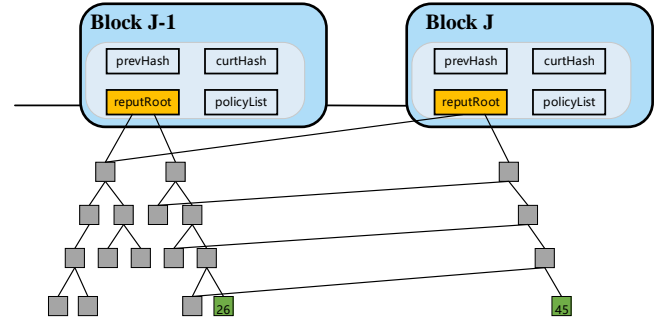 Block J-1
prevHash curtHash
reputRoot policyList
Block J
prevHash curtHash
reputRoot policyList
26
45